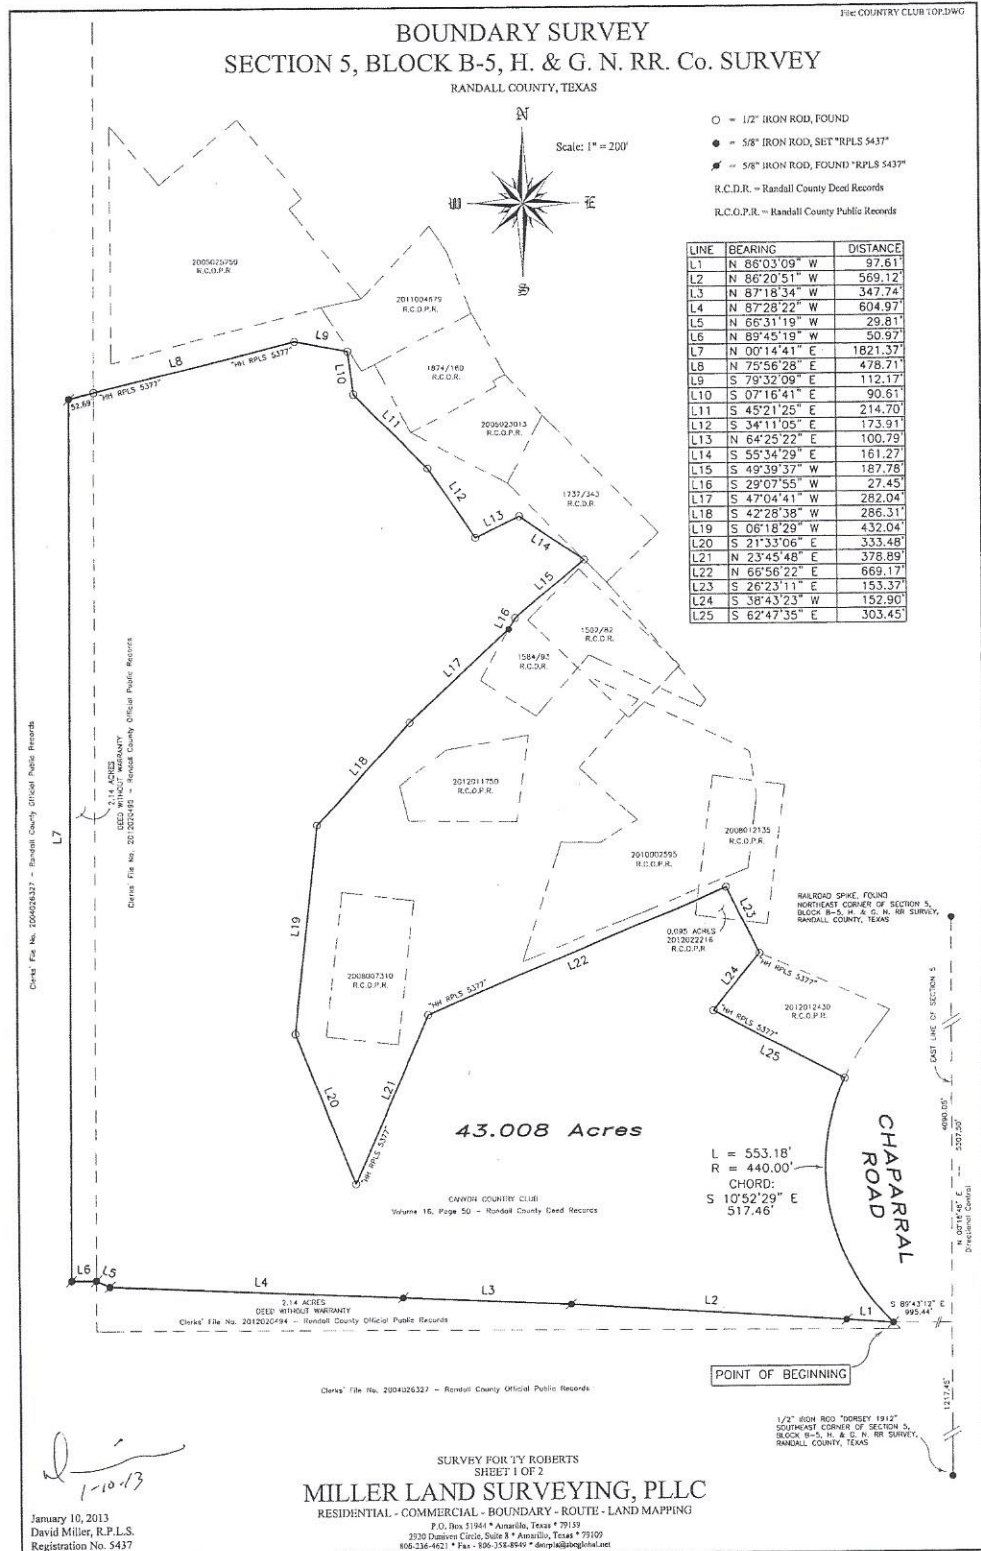 File: COUNTRY CLUB TOP.DWG
BOUNDARY SURVEY
SECTION 5, BLOCK B-5, H. & G. N. RR. Co. SURVEY
RANDALL COUNTY, TEXAS
N
W
E
S
Scale: 1" = 200'
○ = 1/2" IRON ROD, FOUND
● = 5/8" IRON ROD, SET "RPLS 5437"
= 5/8" IRON ROD, FOUND "RPLS 5437"
R.C.D.R. = Randall County Deed Records
R.C.O.P.R. = Randall County Public Records
LINE BEARING DISTANCE
L1 N 86°03'09" W 97.61'
L2 N 86°20'51" W 569.12'
L3 N 87°18'34" W 347.74'
L4 N 87°28'22" W 604.97'
L5 N 66°31'19" W 29.81'
L6 N 89°45'19" W 50.97'
L7 N 00°14'41" E 1821.37'
L8 N 75°56'28" E 478.71'
L9 S 79°32'09" E 112.17'
L10 S 07°16'41" E 90.61'
L11 S 45°21'25" E 214.70'
L12 S 34°11'05" E 173.91'
L13 N 64°25'22" E 100.79'
L14 S 55°34'29" E 161.27'
L15 S 49°39'37" W 187.78'
L16 S 29°07'55" W 27.45'
L17 S 47°04'41" W 282.04'
L18 S 42°28'38" W 286.31'
L19 S 06°18'29" W 432.04'
L20 S 21°33'06" E 333.48'
L21 N 23°45'48" E 378.89'
L22 N 66°56'22" E 669.17'
L23 S 26°23'11" E 153.37'
L24 S 38°43'23" W 152.90'
L25 S 62°47'35" E 303.45'
2005025759
R.C.O.P.R.
2011004679
R.C.O.P.R.
1874/160
R.C.D.R.
2005023013
R.C.O.P.R.
1737/343
R.C.D.R.
L8
"HH RPLS 5377"
L9
L10
52.69'
"HH RPLS 5377"
L11
L12
L13
L14
L15
L16
1502/82
R.C.D.R.
1584/93
R.C.D.R.
L17
L18
2012011750
R.C.O.P.R.
2008012135
R.C.O.P.R.
2010002595
R.C.O.P.R.
Clerks' File No. 2004026327 - Randall County Official Public Records
L7
2.14 ACRES
DEED WITHOUT WARRANTY
Clerks' File No. 2012020495 - Randall County Official Public Records
RAILROAD SPIKE, FOUND
NORTHEAST CORNER OF SECTION 5,
BLOCK B-5, H. & G. N. RR SURVEY,
RANDALL COUNTY, TEXAS
L23
0.095 ACRES
2012022216
R.C.O.P.R.
L19
L22
"HH RPLS 5377"
L24
"HH RPLS 5377"
2008007310
R.C.O.P.R.
"HH RPLS 5377"
2012012430
R.C.O.P.R.
L25
EAST LINE OF SECTION 5
L20
L21
"HH RPLS 5377"
43.008 Acres
L = 553.18'
R = 440.00'
CHORD:
S 10°52'29" E
517.46'
CHAPARRAL
ROAD
4090.05'
N 00°16'48" E -- 5307.50'
Directional Control
CANYON COUNTRY CLUB
Volume 16, Page 50 - Randall County Deed Records
L6
L5
L4
L3
L2
L1
S 89°43'12" E
995.44'
2.14 ACRES
DEED WITHOUT WARRANTY
Clerks' File No. 2012020494 - Randall County Official Public Records
POINT OF BEGINNING
Clerks' File No. 2004026327 - Randall County Official Public Records
1217.45'
1/2" IRON ROD "DORSEY 1912"
SOUTHEAST CORNER OF SECTION 5,
BLOCK B-5, H. & G. N. RR SURVEY,
RANDALL COUNTY, TEXAS
1-10-13
January 10, 2013
David Miller, R.P.L.S.
Registration No. 5437
SURVEY FOR TY ROBERTS
SHEET 1 OF 2
MILLER LAND SURVEYING, PLLC
RESIDENTIAL - COMMERCIAL - BOUNDARY - ROUTE - LAND MAPPING
P.O. Box 51944 * Amarillo, Texas * 79159
2920 Duniven Circle, Suite 8 * Amarillo, Texas * 79109
806-236-4621 * Fax - 806-358-8949 *